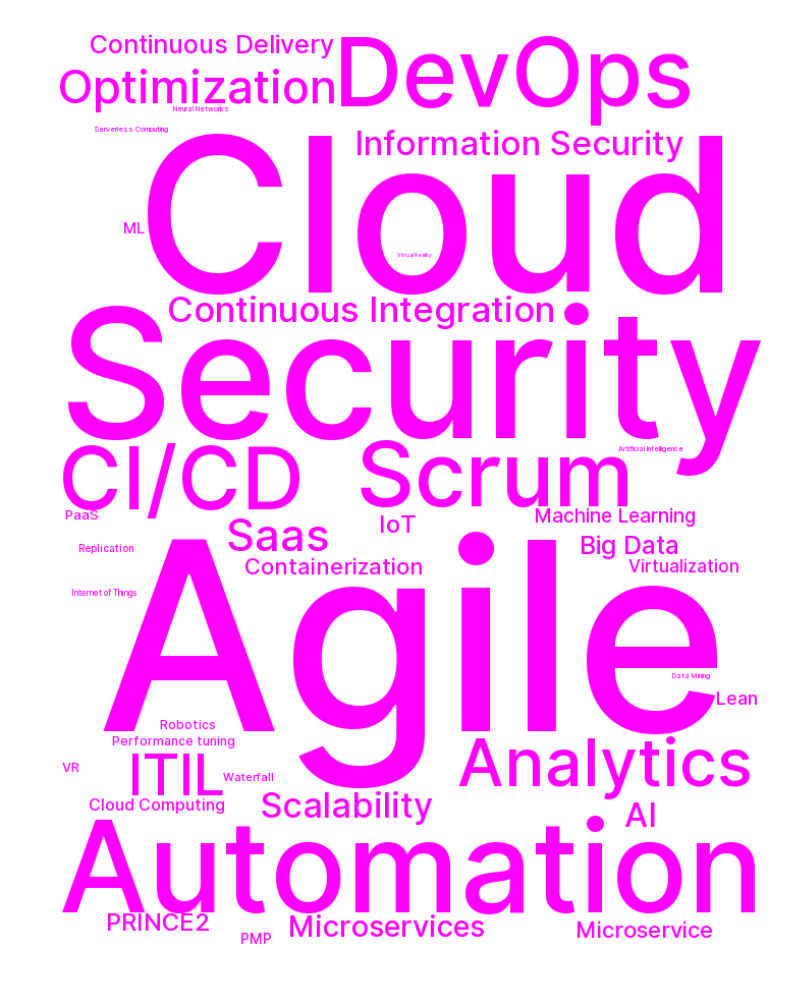 Continuous Delivery
DevOps
Optimization
Neural Networks
Serverless Computing
Information Security
Cloud
ML
Virtual Reality
Continuous Integration
Security
Artificial Intelligence
CI/CD
Scrum
PaaS
Saas
IoT
Machine Learning
Replication
Big Data
Containerization
Virtualization
Internet of Things
Agile
Data Mining
Lean
Robotics
Performance tuning
VR
ITIL
Waterfall
Analytics
Cloud Computing
Scalability
AI
Automation
PRINCE2
Microservices
Microservice
PMP